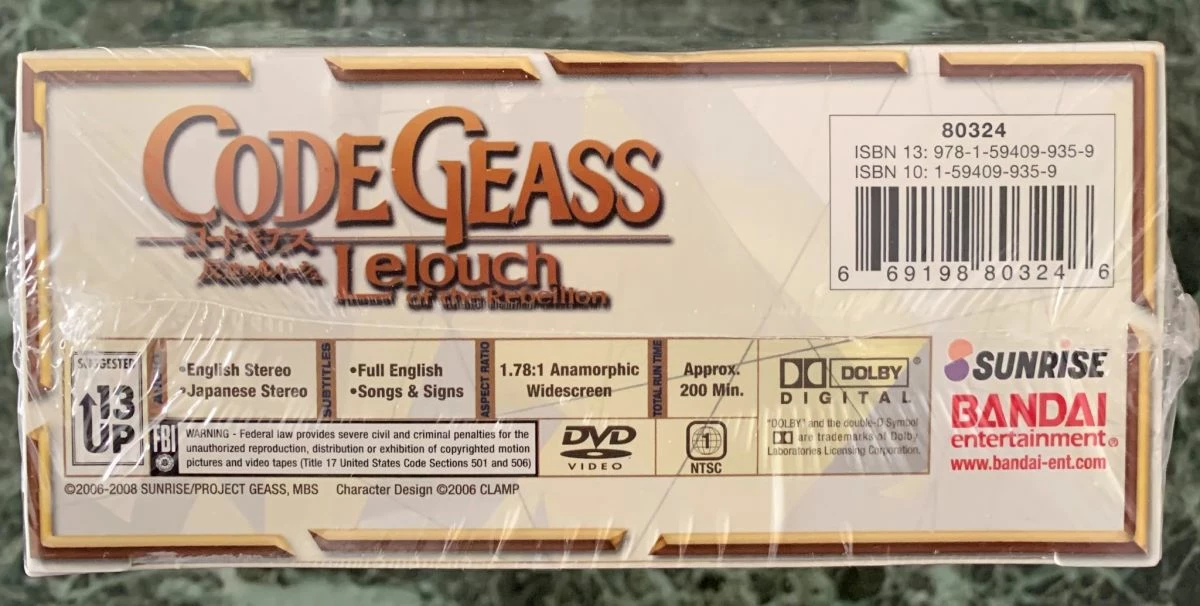 CODE GEASS
コードギアス
反逆のルルーシュ
Lelouch
of the Rebellion
80324
ISBN 13: 978-1-59409-935-9
ISBN 10: 1-59409-935-9
6 69198 80324 6
SUGGESTED
13
UP
AUDIO
•English Stereo
•Japanese Stereo
SUBTITLES
•Full English
•Songs & Signs
ASPECT RATIO
1.78:1 Anamorphic
Widescreen
TOTAL RUN TIME
Approx.
200 Min.
DOLBY
DIGITAL
"DOLBY" and the double-D Symbol
are trademarks of Dolby
Laboratories Licensing Corporation.
FBI
WARNING - Federal law provides severe civil and criminal penalties for the
unauthorized reproduction, distribution or exhibition of copyrighted motion
pictures and video tapes (Title 17 United States Code Sections 501 and 506)
DVD
VIDEO
1
NTSC
SUNRISE
BANDAI
entertainment®
www.bandai-ent.com
©2006-2008 SUNRISE/PROJECT GEASS, MBS Character Design ©2006 CLAMP